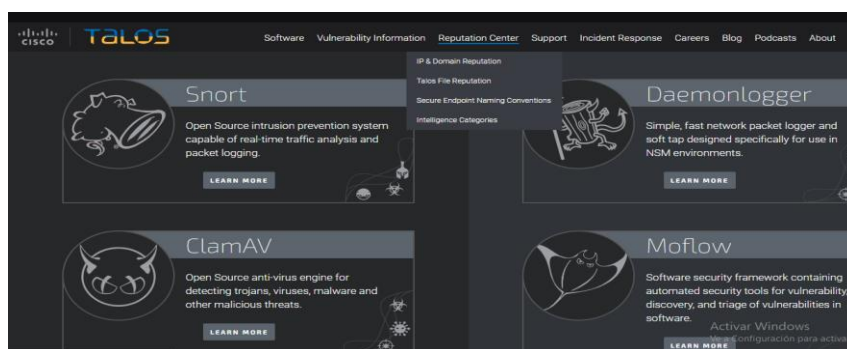 CISCO
TALOS
Software Vulnerability Information Reputation Center Support Incident Response Careers Blog Podcasts About
IP & Domain Reputation
Talos File Reputation
Secure Endpoint Naming Conventions
Intelligence Categories
Snort
Open Source intrusion prevention system
capable of real-time traffic analysis and
packet logging.
LEARN MORE
Daemonlogger
Simple, fast network packet logger and
soft tap designed specifically for use in
NSM environments.
LEARN MORE
ClamAV
Open Source anti-virus engine for
detecting trojans, viruses, malware and
other malicious threats.
LEARN MORE
Moflow
Software security framework containing
automated security tools for vulnerability,
discovery, and triage of vulnerabilities in
software.
LEARN MORE
Activar Windows
Ve a Configuración para activa